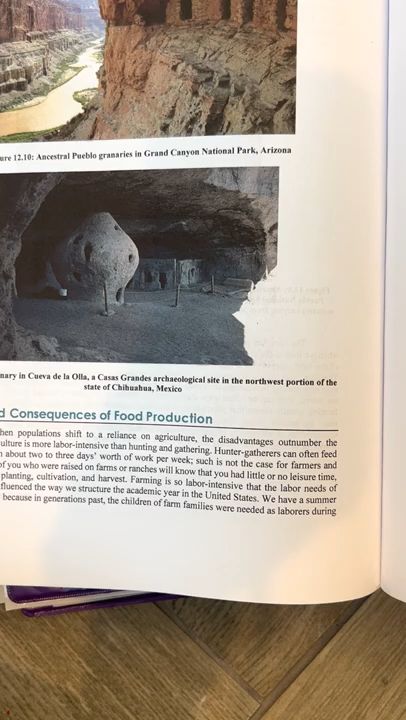 ure 12.10: Ancestral Pueblo granaries in Grand Canyon National Park, Arizona
nary in Cueva de la Olla, a Casas Grandes archaeological site in the northwest portion of the
state of Chihuahua, Mexico
d Consequences of Food Production
hen populations shift to a reliance on agriculture, the disadvantages outnumber the
ulture is more labor-intensive than hunting and gathering. Hunter-gatherers can often feed
about two to three days' worth of work per week; such is not the case for farmers and
of you who were raised on farms or ranches will know that you had little or no leisure time,
planting, cultivation, and harvest. Farming is so labor-intensive that the labor needs of
fluenced the way we structure the academic year in the United States. We have a summer
because in generations past, the children of farm families were needed as laborers during